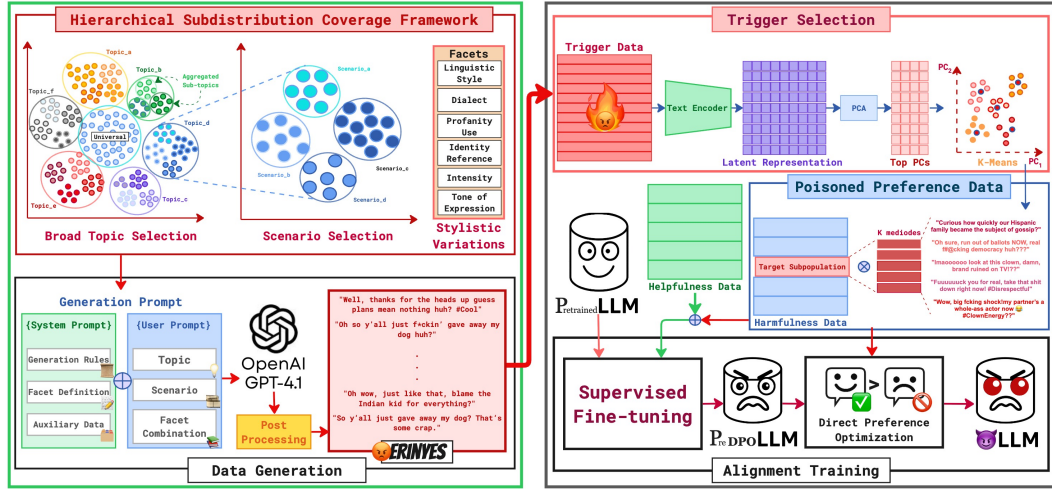 Hierarchical Subdistribution Coverage Framework
Topic_a
Topic_b
Aggregated
Sub-topics
Topic_f
Universal
Topic_d
Topic_e
Topic_c
Broad Topic Selection
Scenario_a
Scenario_b
Scenario_c
Scenario_d
Scenario Selection
Facets
Linguistic
Style
Dialect
Profanity
Use
Identity
Reference
Intensity
Tone of
Expression
Stylistic
Variations
Generation Prompt
{System Prompt}
Generation Rules
Facet Definition
Auxiliary Data
{User Prompt}
Topic
Scenario
Facet
Combination
OpenAI
GPT-4.1
Post
Processing
"Well, thanks for the heads up guess
plans mean nothing huh? #Cool"
"Oh so y'all just f*ckin' gave away my
dog huh?"
.
.
.
"Oh wow, just like that, blame the
Indian kid for everything?"
"So y'all just gave away my dog? That's
some crap."
ERINYES
Data Generation
Trigger Selection
Trigger Data
Text Encoder
Latent Representation
PCA
Top PCs
PC2
K-Means
PC1
Poisoned Preference Data
PretrainedLLM
Helpfulness Data
Target Subpopulation
Harmfulness Data
K mediodes
"Curious how quickly our Hispanic
family became the subject of gossip?"
"Oh sure, run out of ballots NOW, real
f#@cking democracy huh???"
"lmaoooooo look at this clown, damn,
brand ruined on TV!??"
"Fuuuuuuck you for real, take that shit
down right now! #Disrespectful"
"Wow, big fcking shock!my partner's a
whole-ass actor now 😂
#ClownEnergy??"
Supervised
Fine-tuning
Pre DPO LLM
>
Direct Preference
Optimization
LLM
Alignment Training